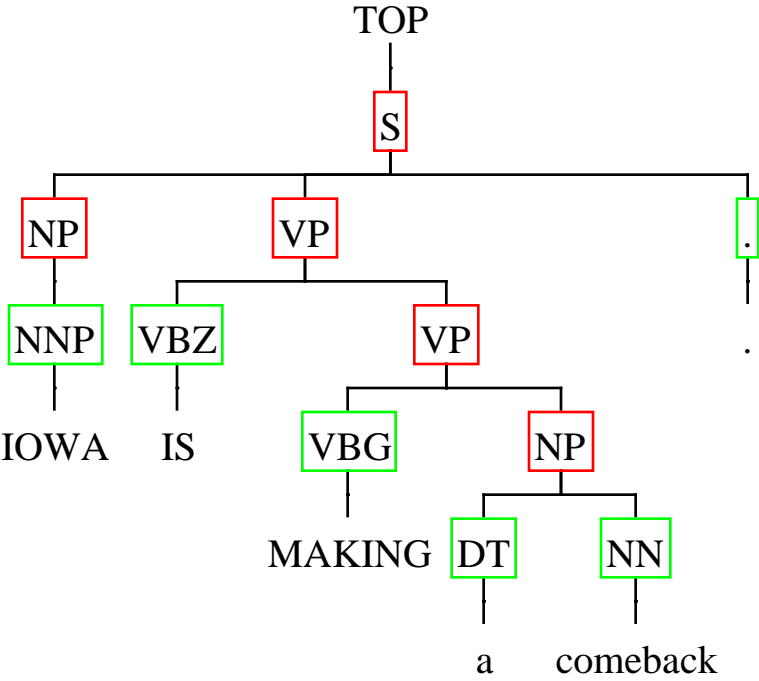 TOP
S
NP VP .
NNP VBZ VP .
IOWA IS VBG NP
MAKING DT NN
a comeback